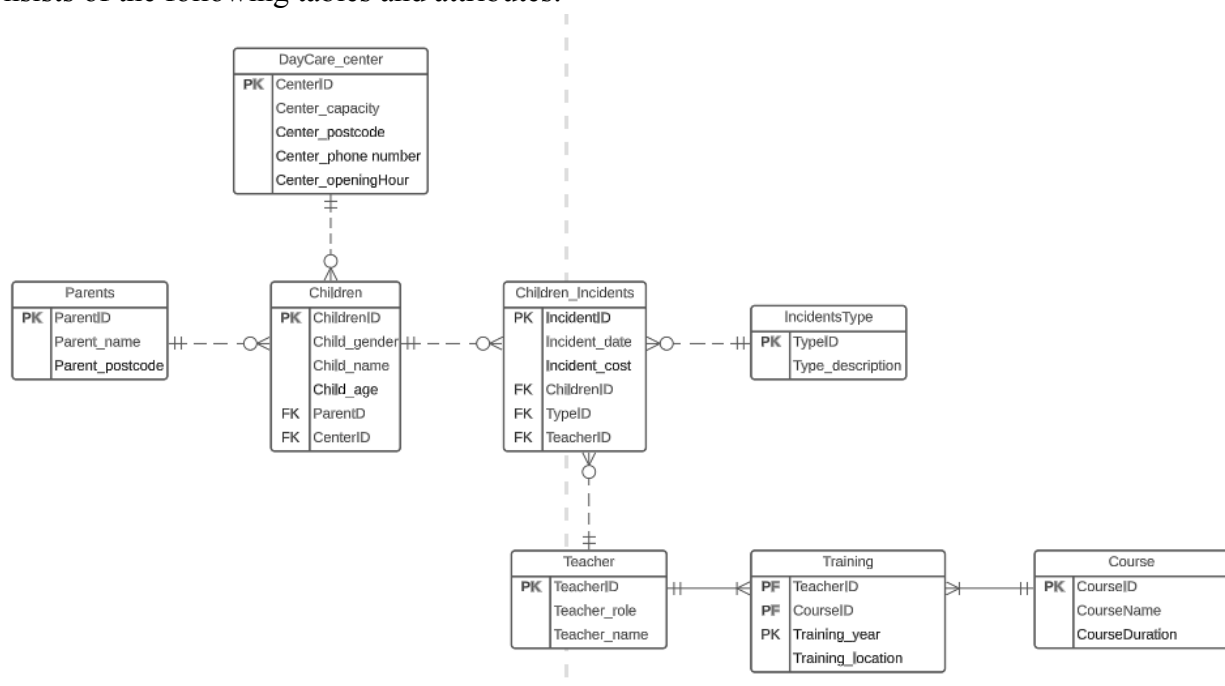 nsists of the following tables and attributes.
DayCare_center
PK CenterID
Center_capacity
Center_postcode
Center_phone number
Center_openingHour
Parents
PK ParentID
Parent_name
Parent_postcode
Children
PK ChildrenID
Child_gender
Child_name
Child_age
FK ParentD
FK CenterID
Children_Incidents
PK IncidentID
Incident_date
Incident_cost
FK ChildrenID
FK TypeID
FK TeacherID
IncidentsType
PK TypeID
Type_description
Teacher
PK TeacherID
Teacher_role
Teacher_name
Training
PF TeacherID
PF CourseID
PK Training_year
Training_location
Course
PK CourseID
CourseName
CourseDuration